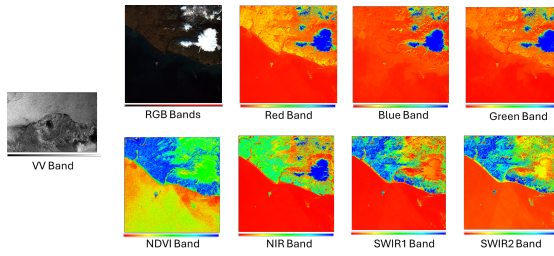 RGB Bands
Red Band
Blue Band
Green Band
VV Band
NDVI Band
NIR Band
SWIR1 Band
SWIR2 Band